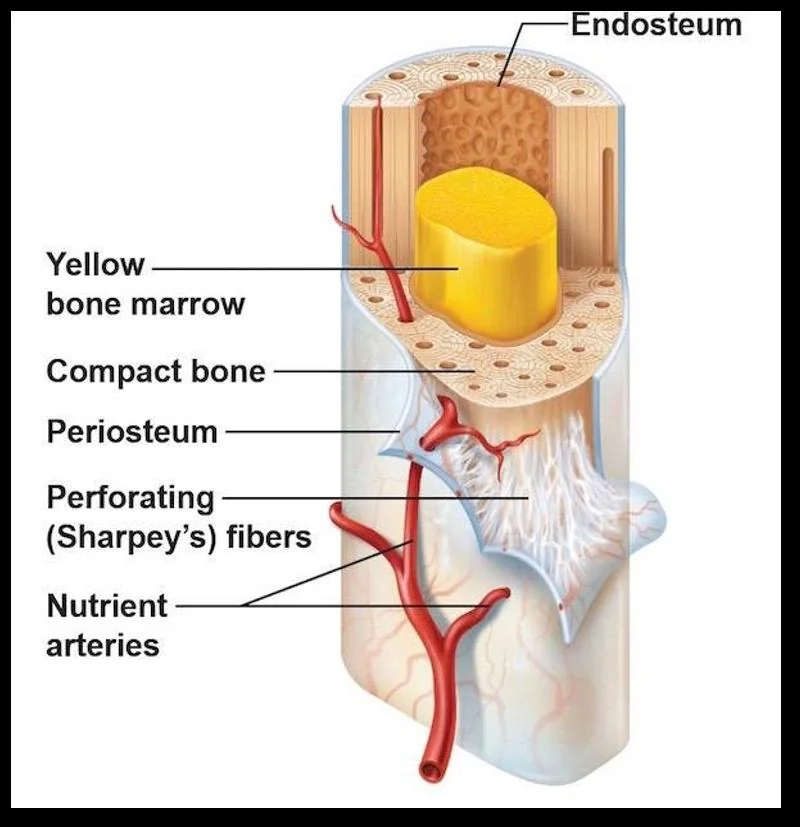 Endosteum
Yellow
bone marrow
Compact bone
Periosteum
Perforating
(Sharpey's) fibers
Nutrient
arteries